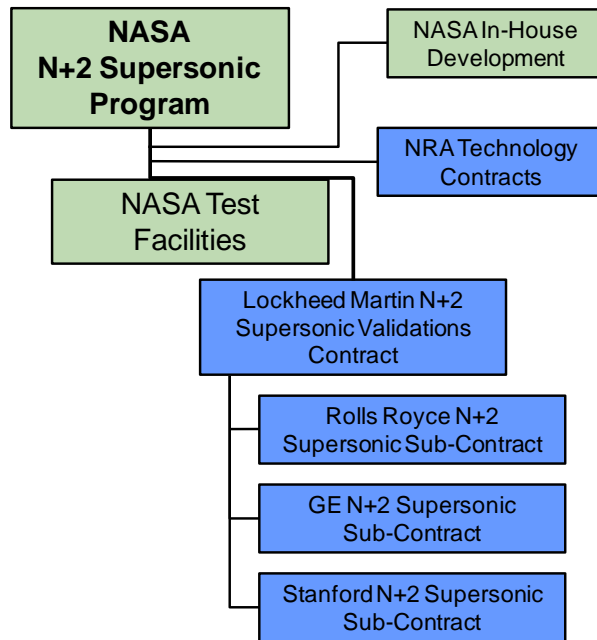 NASA
N+2 Supersonic
Program
NASA In-House
Development
NRA Technology
Contracts
NASA Test
Facilities
Lockheed Martin N+2
Supersonic Validations
Contract
Rolls Royce N+2
Supersonic Sub-Contract
GE N+2 Supersonic
Sub-Contract
Stanford N+2 Supersonic
Sub-Contract